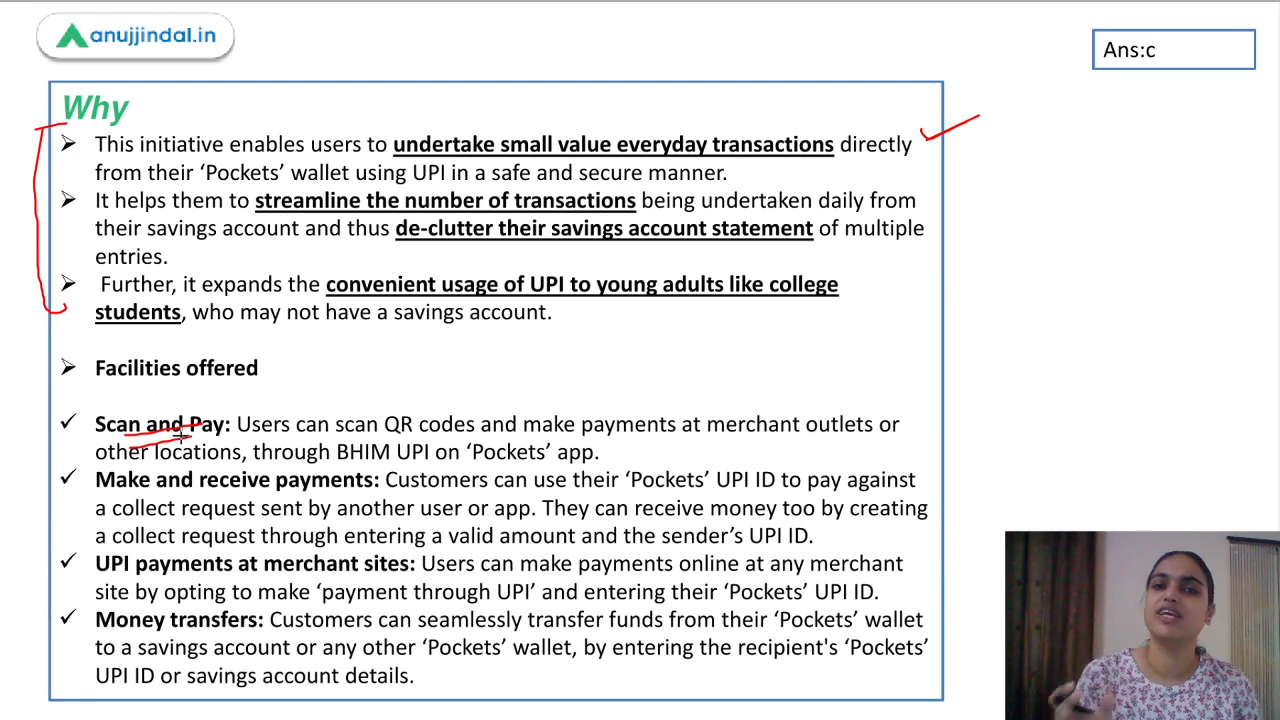 anujjindal.in
Ans:c
Why
This initiative enables users to undertake small value everyday transactions directly
from their ‘Pockets’ wallet using UPI in a safe and secure manner.
It helps them to streamline the number of transactions being undertaken daily from
their savings account and thus de-clutter their savings account statement of multiple
entries.
Further, it expands the convenient usage of UPI to young adults like college
students, who may not have a savings account.
Facilities offered
Scan and Pay: Users can scan QR codes and make payments at merchant outlets or
other locations, through BHIM UPI on ‘Pockets’ app.
Make and receive payments: Customers can use their ‘Pockets’ UPI ID to pay against
a collect request sent by another user or app. They can receive money too by creating
a collect request through entering a valid amount and the sender’s UPI ID.
UPI payments at merchant sites: Users can make payments online at any merchant
site by opting to make ‘payment through UPI’ and entering their ‘Pockets’ UPI ID.
Money transfers: Customers can seamlessly transfer funds from their ‘Pockets’ wallet
to a savings account or any other ‘Pockets’ wallet, by entering the recipient's ‘Pockets’
UPI ID or savings account details.